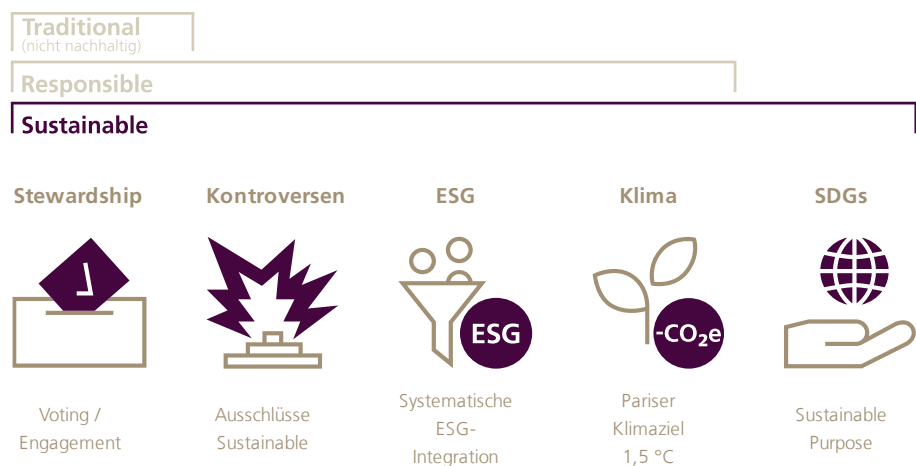 Traditional
(nicht nachhaltig)
Responsible
Sustainable
Stewardship
Kontroversen
ESG
Klima
SDGs
ESG
-CO₂e
Voting /
Engagement
Ausschlüsse
Sustainable
Systematische
ESG-
Integration
Pariser
Klimaziel
1,5 °C
Sustainable
Purpose